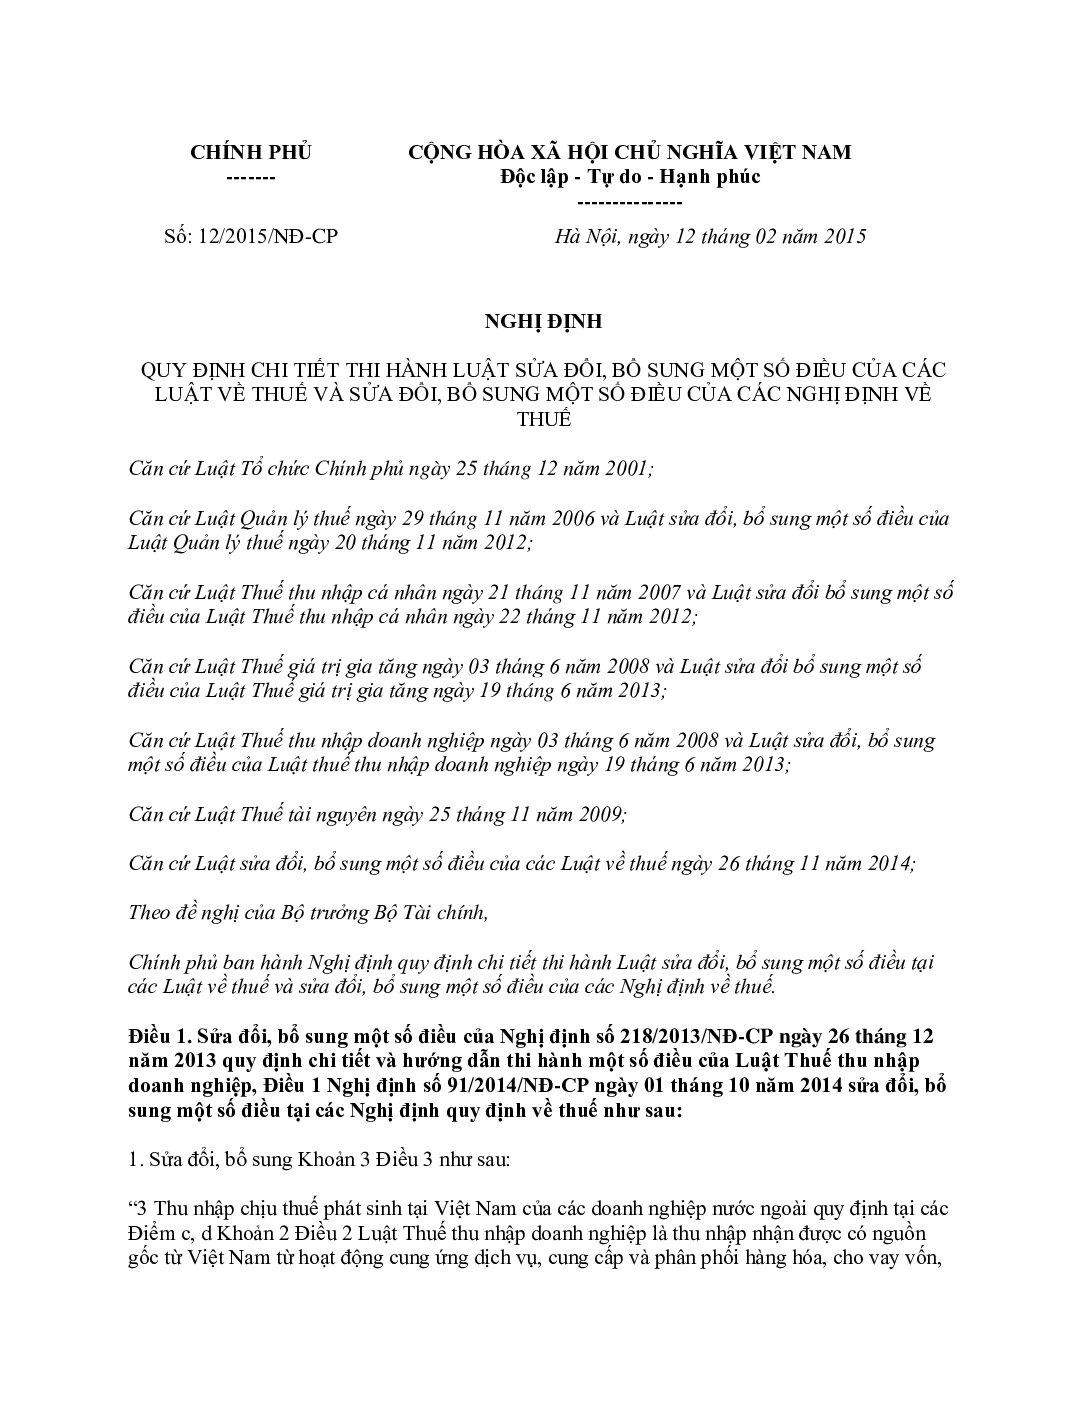 CHÍNH PHỦ
-------
CỘNG HÒA XÃ HỘI CHỦ NGHĨA VIỆT NAM
Độc lập - Tự do - Hạnh phúc
---------------
Số: 12/2015/NĐ-CP
Hà Nội, ngày 12 tháng 02 năm 2015
NGHỊ ĐỊNH
QUY ĐỊNH CHI TIẾT THI HÀNH LUẬT SỬA ĐỔI, BỔ SUNG MỘT SỐ ĐIỀU CỦA CÁC
LUẬT VỀ THUẾ VÀ SỬA ĐỔI, BỔ SUNG MỘT SỐ ĐIỀU CỦA CÁC NGHỊ ĐỊNH VỀ
THUẾ
Căn cứ Luật Tổ chức Chính phủ ngày 25 tháng 12 năm 2001;
Căn cứ Luật Quản lý thuế ngày 29 tháng 11 năm 2006 và Luật sửa đổi, bổ sung một số điều của
Luật Quản lý thuế ngày 20 tháng 11 năm 2012;
Căn cứ Luật Thuế thu nhập cá nhân ngày 21 tháng 11 năm 2007 và Luật sửa đổi bổ sung một số
điều của Luật Thuế thu nhập cá nhân ngày 22 tháng 11 năm 2012;
Căn cứ Luật Thuế giá trị gia tăng ngày 03 tháng 6 năm 2008 và Luật sửa đổi bổ sung một số
điều của Luật Thuế giá trị gia tăng ngày 19 tháng 6 năm 2013;
Căn cứ Luật Thuế thu nhập doanh nghiệp ngày 03 tháng 6 năm 2008 và Luật sửa đổi, bổ sung
một số điều của Luật thuế thu nhập doanh nghiệp ngày 19 tháng 6 năm 2013;
Căn cứ Luật Thuế tài nguyên ngày 25 tháng 11 năm 2009;
Căn cứ Luật sửa đổi, bổ sung một số điều của các Luật về thuế ngày 26 tháng 11 năm 2014;
Theo đề nghị của Bộ trưởng Bộ Tài chính,
Chính phủ ban hành Nghị định quy định chi tiết thi hành Luật sửa đổi, bổ sung một số điều tại
các Luật về thuế và sửa đổi, bổ sung một số điều của các Nghị định về thuế.
Điều 1. Sửa đổi, bổ sung một số điều của Nghị định số 218/2013/NĐ-CP ngày 26 tháng 12
năm 2013 quy định chi tiết và hướng dẫn thi hành một số điều của Luật Thuế thu nhập
doanh nghiệp, Điều 1 Nghị định số 91/2014/NĐ-CP ngày 01 tháng 10 năm 2014 sửa đổi, bổ
sung một số điều tại các Nghị định quy định về thuế như sau:
1. Sửa đổi, bổ sung Khoản 3 Điều 3 như sau:
“3 Thu nhập chịu thuế phát sinh tại Việt Nam của các doanh nghiệp nước ngoài quy định tại các
Điểm c, d Khoản 2 Điều 2 Luật Thuế thu nhập doanh nghiệp là thu nhập nhận được có nguồn
gốc từ Việt Nam từ hoạt động cung ứng dịch vụ, cung cấp và phân phối hàng hóa, cho vay vốn,